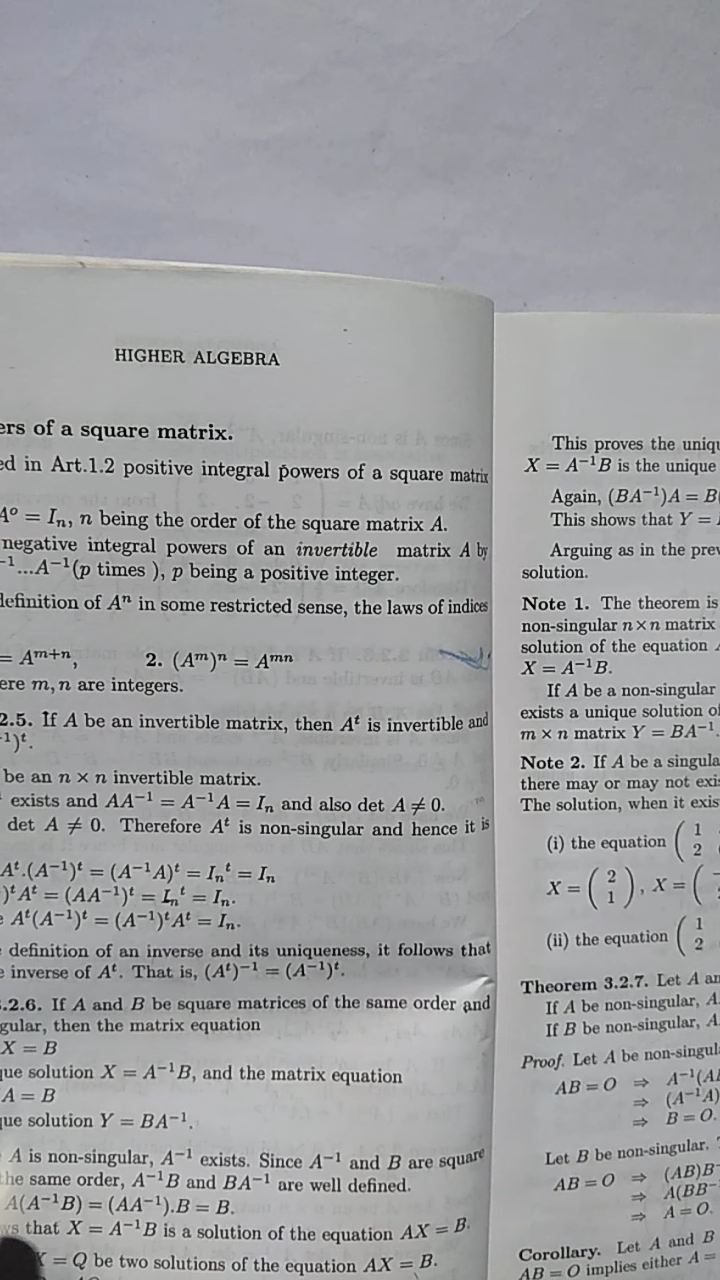 HIGHER ALGEBRA
ers of a square matrix.
ed in Art.1.2 positive integral powers of a square matrix
A⁰ = Iₙ, n being the order of the square matrix A.
negative integral powers of an invertible matrix A by
⁻¹...A⁻¹(p times ), p being a positive integer.
definition of Aⁿ in some restricted sense, the laws of indices
= Aᵐ⁺ⁿ, 2. (Aᵐ)ⁿ = Aᵐⁿ
ere m, n are integers.
2.5. If A be an invertible matrix, then Aᵗ is invertible and
⁻¹)ᵗ.
be an n × n invertible matrix.
exists and AA⁻¹ = A⁻¹A = Iₙ and also det A ≠ 0.
det A ≠ 0. Therefore Aᵗ is non-singular and hence it is
Aᵗ.(A⁻¹)ᵗ = (A⁻¹A)ᵗ = Iₙᵗ = Iₙ
)ᵗAᵗ = (AA⁻¹)ᵗ = Iₙᵗ = Iₙ.
e Aᵗ(A⁻¹)ᵗ = (A⁻¹)ᵗAᵗ = Iₙ.
definition of an inverse and its uniqueness, it follows that
e inverse of Aᵗ. That is, (Aᵗ)⁻¹ = (A⁻¹)ᵗ.
.2.6. If A and B be square matrices of the same order and
gular, then the matrix equation
X = B
que solution X = A⁻¹B, and the matrix equation
A = B
que solution Y = BA⁻¹.
A is non-singular, A⁻¹ exists. Since A⁻¹ and B are square
the same order, A⁻¹B and BA⁻¹ are well defined.
A(A⁻¹B) = (AA⁻¹).B = B.
ws that X = A⁻¹B is a solution of the equation AX = B.
X = Q be two solutions of the equation AX = B.
This proves the uniqu
X = A⁻¹B is the unique
Again, (BA⁻¹)A = B
This shows that Y =
Arguing as in the prev
solution.
Note 1. The theorem is
non-singular n×n matrix
solution of the equation
X = A⁻¹B.
If A be a non-singular
exists a unique solution of
m × n matrix Y = BA⁻¹.
Note 2. If A be a singula
there may or may not exis
The solution, when it exis
(i) the equation ( 1
2
X = ( 2
1 ), X = (
(ii) the equation ( 1
2
Theorem 3.2.7. Let A an
If A be non-singular, A
If B be non-singular, A
Proof. Let A be non-singul
AB = O ⇒ A⁻¹(A
⇒ (A⁻¹A)
⇒ B = O.
Let B be non-singular.
AB = O ⇒ (AB)B⁻
⇒ A(BB⁻
⇒ A = O.
Corollary. Let A and B
AB = O implies either A =